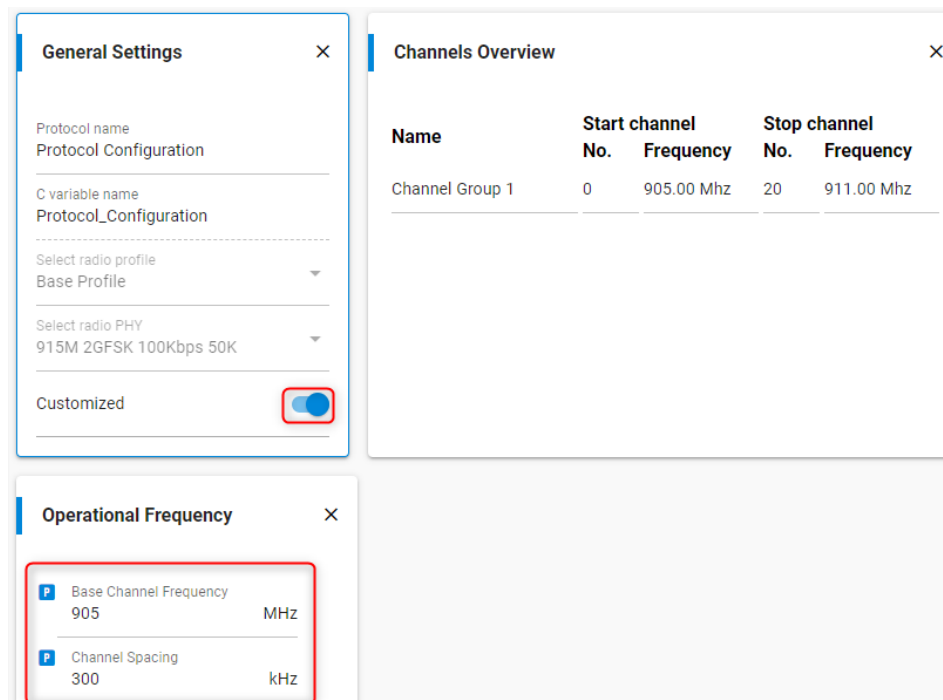 General Settings
Protocol name
Protocol Configuration
C variable name
Protocol_Configuration
Select radio profile
Base Profile
Select radio PHY
915M 2GFSK 100Kbps 50K
Customized
Channels Overview
Name Start channel Stop channel
No. Frequency No. Frequency
Channel Group 1 0 905.00 Mhz 20 911.00 Mhz
Operational Frequency
P Base Channel Frequency
905 MHz
P Channel Spacing
300 kHz